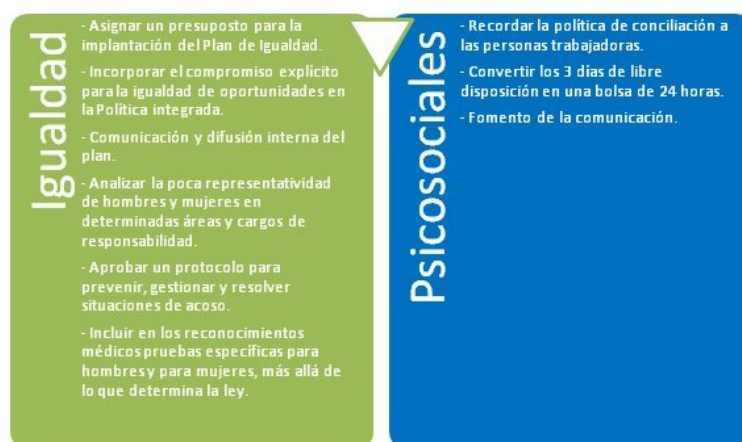 Igualdad
- Asignar un presuposto para la
implantación del Plan de Igualdad.
- Incorporar el compromiso explícito
para la igualdad de oportunidades en
la Política integrada.
- Comunicación y difusión interna del
plan.
- Analizar la poca representatividad
de hombres y mujeres en
determinadas áreas y cargos de
responsabilidad.
- Aprobar un protocolo para
prevenir, gestionar y resolver
situaciones de acoso.
- Incluir en los reconocimientos
médicos pruebas específicas para
hombres y para mujeres, más allá de
lo que determina la ley.
Psicosociales
- Recordar la política de conciliación a
las personas trabajadoras.
- Convertir los 3 días de libre
disposición en una bolsa de 24 horas.
- Fomento de la comunicación.